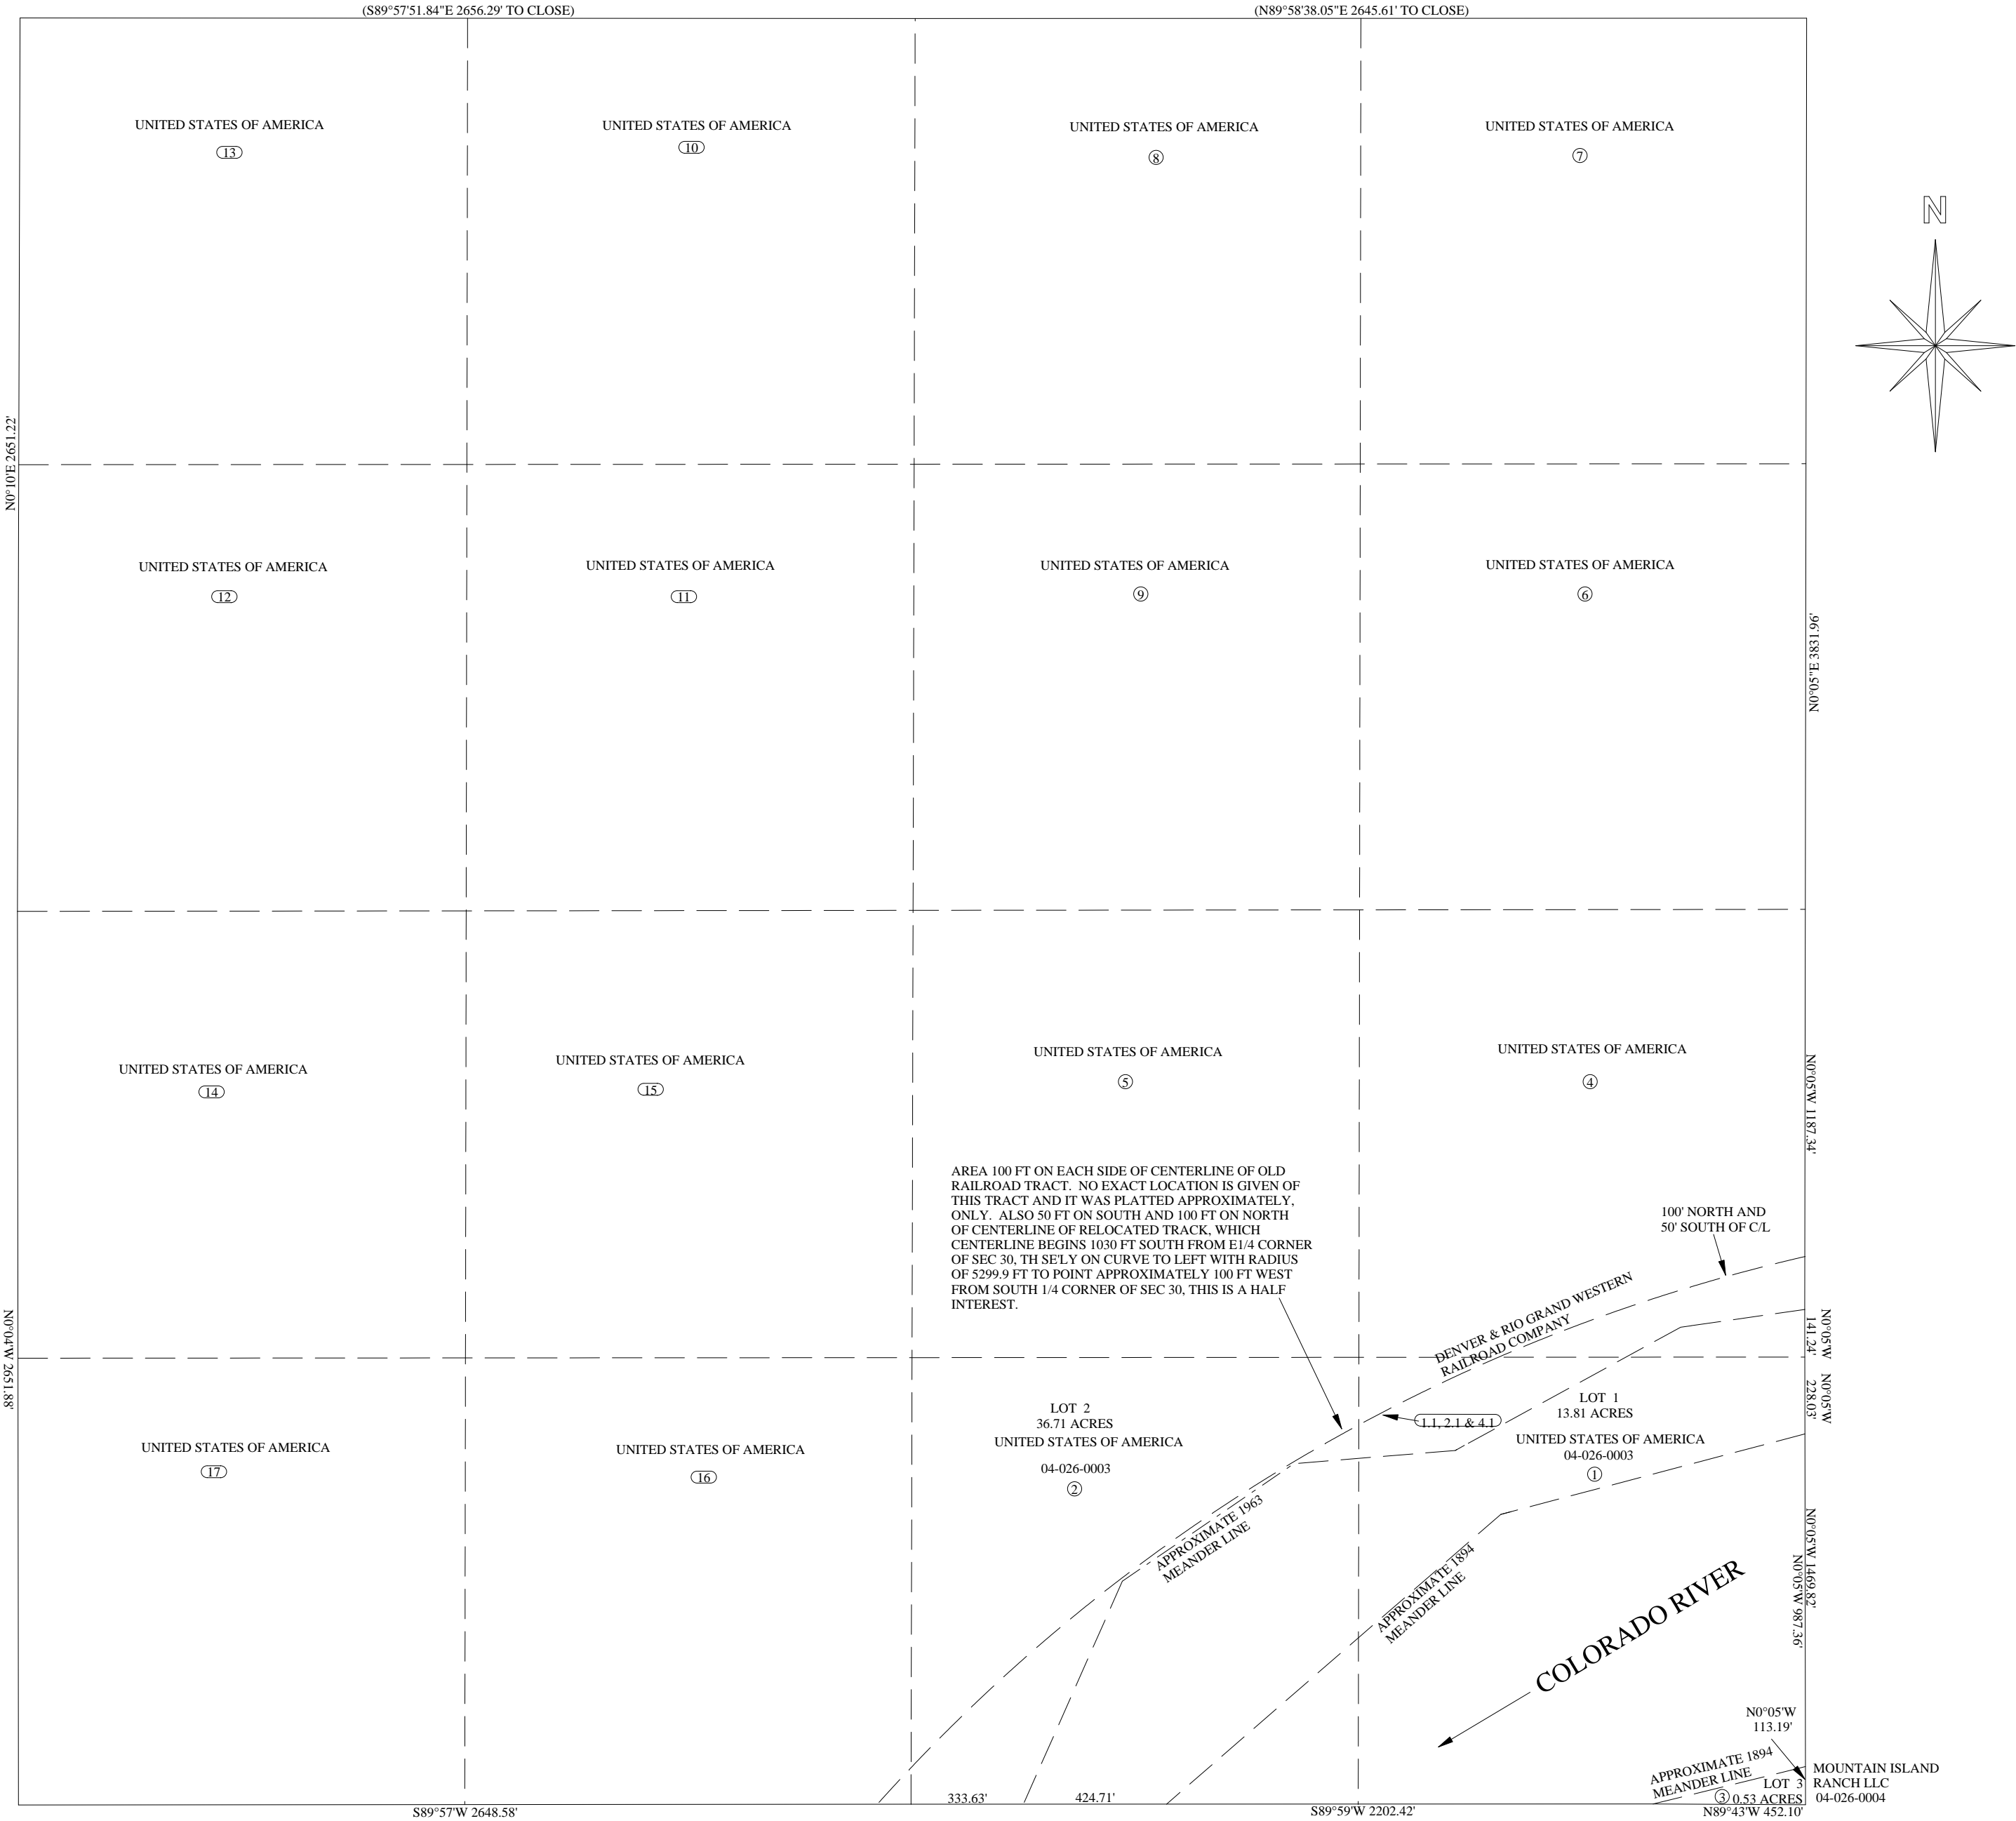 (S89°57'51.84"E 2656.29' TO CLOSE)
(N89°58'38.05"E 2645.61' TO CLOSE)
UNITED STATES OF AMERICA
13
UNITED STATES OF AMERICA
10
UNITED STATES OF AMERICA
8
UNITED STATES OF AMERICA
7
N
N0°10'E 2651.22'
UNITED STATES OF AMERICA
12
UNITED STATES OF AMERICA
11
UNITED STATES OF AMERICA
9
UNITED STATES OF AMERICA
6
N0°05"E 3831.96'
UNITED STATES OF AMERICA
14
UNITED STATES OF AMERICA
15
UNITED STATES OF AMERICA
5
UNITED STATES OF AMERICA
4
N0°05'W 1187.34'
AREA 100 FT ON EACH SIDE OF CENTERLINE OF OLD
RAILROAD TRACT. NO EXACT LOCATION IS GIVEN OF
THIS TRACT AND IT WAS PLATTED APPROXIMATELY,
ONLY. ALSO 50 FT ON SOUTH AND 100 FT ON NORTH
OF CENTERLINE OF RELOCATED TRACK, WHICH
CENTERLINE BEGINS 1030 FT SOUTH FROM E1/4 CORNER
OF SEC 30, TH SE'LY ON CURVE TO LEFT WITH RADIUS
OF 5299.9 FT TO POINT APPROXIMATELY 100 FT WEST
FROM SOUTH 1/4 CORNER OF SEC 30, THIS IS A HALF
INTEREST.
100' NORTH AND
50' SOUTH OF C/L
DENVER & RIO GRAND WESTERN
RAILROAD COMPANY
N0°05'W
141.24'
N0°05'W
228.03'
N0°04'W 2651.88'
UNITED STATES OF AMERICA
17
UNITED STATES OF AMERICA
16
LOT 2
36.71 ACRES
UNITED STATES OF AMERICA
04-026-0003
2
1.1, 2.1 & 4.1
LOT 1
13.81 ACRES
UNITED STATES OF AMERICA
04-026-0003
1
APPROXIMATE 1963
MEANDER LINE
APPROXIMATE 1894
MEANDER LINE
COLORADO RIVER
N0°05'W 1469.82'
N0°05'W 987.36'
N0°05'W
113.19'
APPROXIMATE 1894
MEANDER LINE
LOT 3
3 0.53 ACRES
MOUNTAIN ISLAND
RANCH LLC
04-026-0004
333.63'
424.71'
S89°57'W 2648.58'
S89°59'W 2202.42'
N89°43'W 452.10'